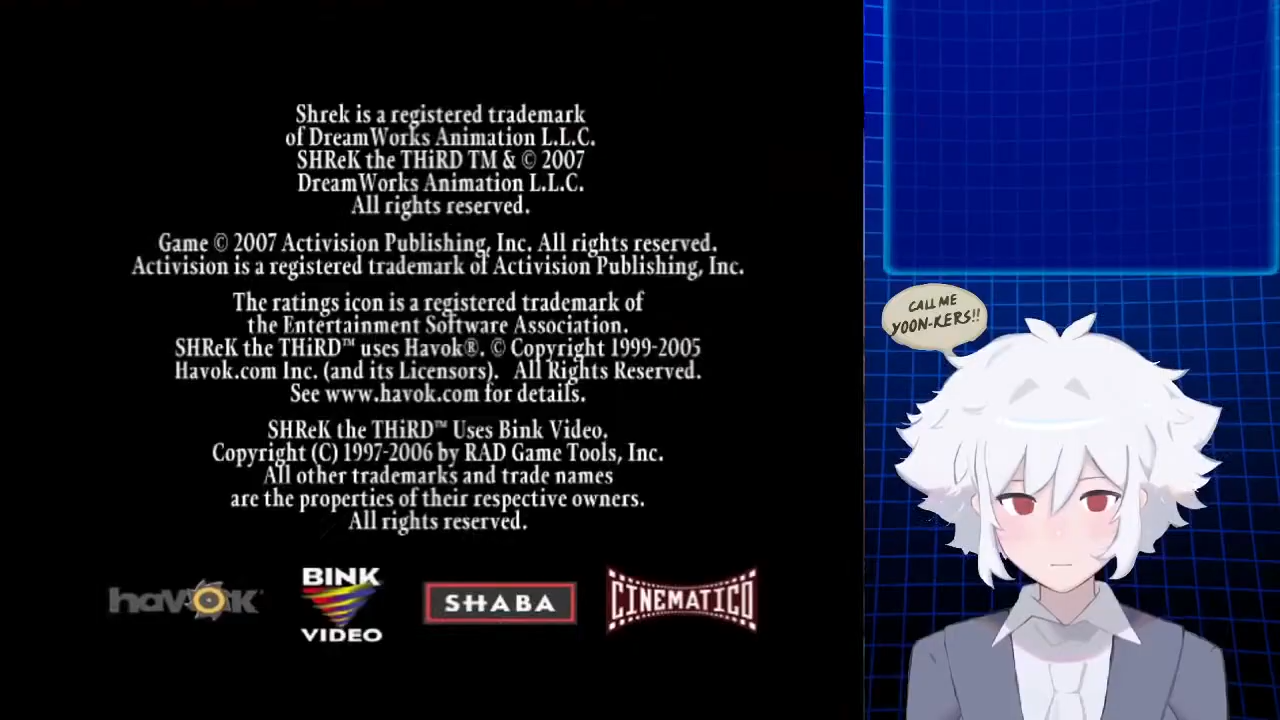 Shrek is a registered trademark
of DreamWorks Animation L.L.C.
SHReK the THiRD TM & © 2007
DreamWorks Animation L.L.C.
All rights reserved.
Game © 2007 Activision Publishing, Inc. All rights reserved.
Activision is a registered trademark of Activision Publishing, Inc.
The ratings icon is a registered trademark of
the Entertainment Software Association.
SHReK the THiRD™ uses Havok®. © Copyright 1999-2005
Havok.com Inc. (and its Licensors). All Rights Reserved.
See www.havok.com for details.
SHReK the THiRD™ Uses Bink Video.
Copyright (C) 1997-2006 by RAD Game Tools, Inc.
All other trademarks and trade names
are the properties of their respective owners.
All rights reserved.
havok
BINK
VIDEO
SHABA
CINEMATICO
CALL ME
YOON-KERS!!